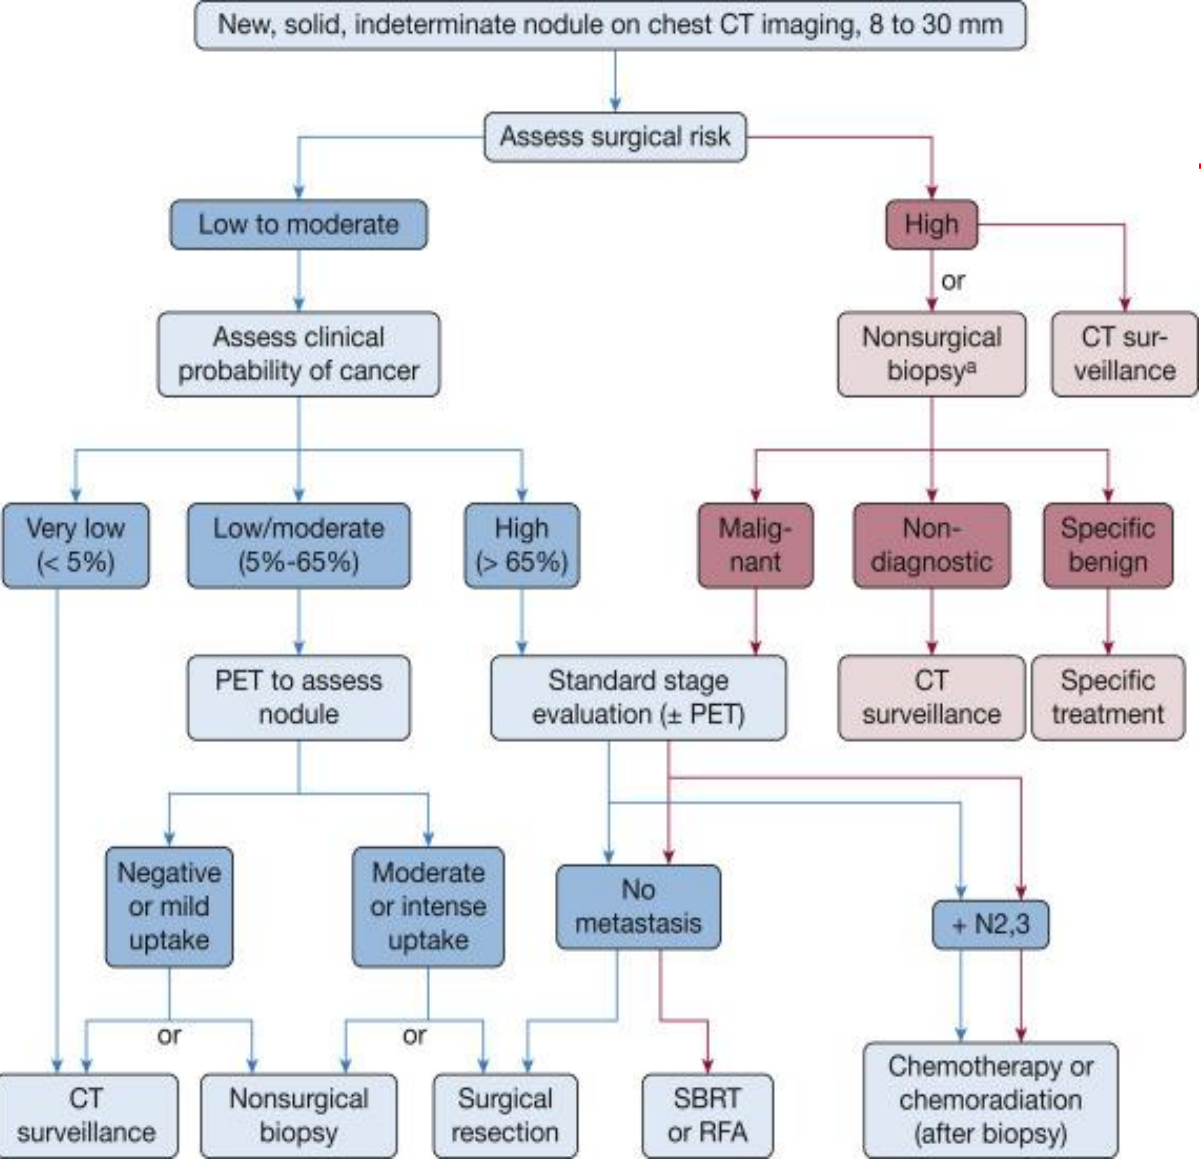 New, solid, indeterminate nodule on chest CT imaging, 8 to 30 mm
Assess surgical risk
Low to moderate
High
or
Assess clinical
probability of cancer
Nonsurgical
biopsyᵃ
CT sur-
veillance
Very low
(< 5%)
Low/moderate
(5%-65%)
High
(> 65%)
Malig-
nant
Non-
diagnostic
Specific
benign
PET to assess
nodule
Standard stage
evaluation (± PET)
CT
surveillance
Specific
treatment
Negative
or mild
uptake
Moderate
or intense
uptake
No
metastasis
+ N2,3
or
or
CT
surveillance
Nonsurgical
biopsy
Surgical
resection
SBRT
or RFA
Chemotherapy or
chemoradiation
(after biopsy)